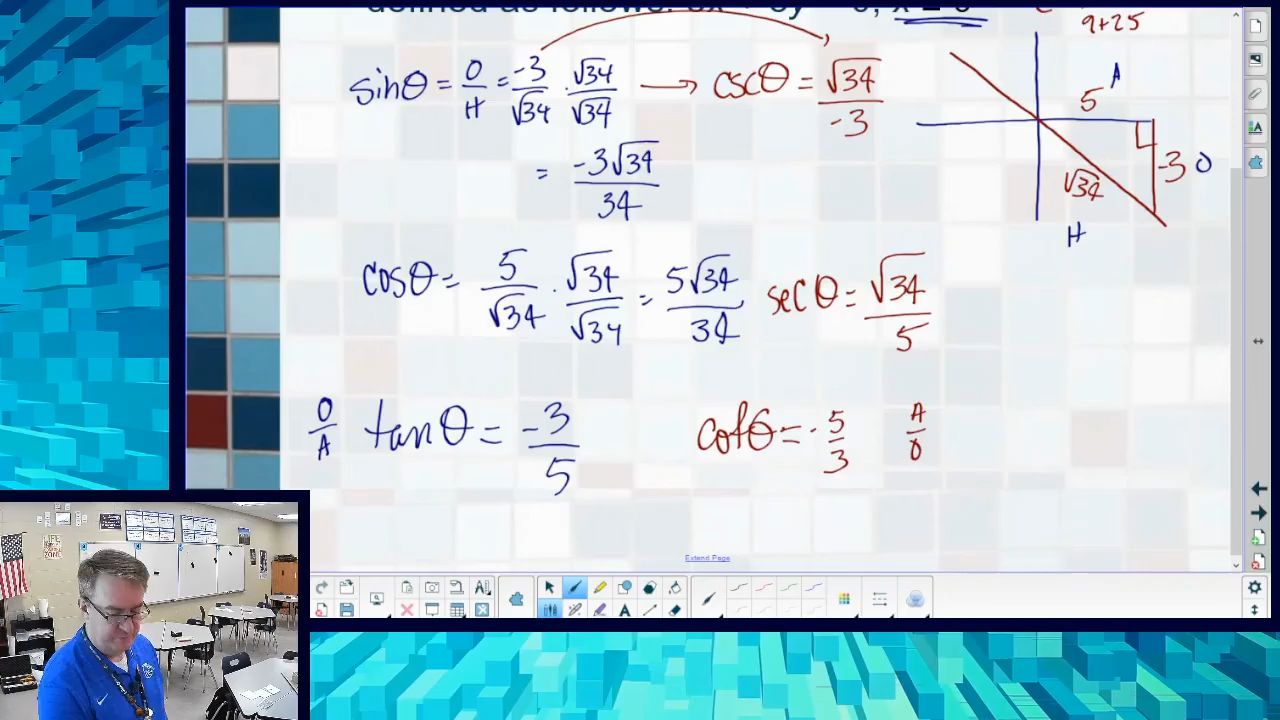 9+25
sinθ = O/H = -3/√34 · √34/√34 → cscθ = √34/-3
= -3√34/34
5 A
-3 O
√34
H
cosθ = 5/√34 · √34/√34 = 5√34/34 secθ = √34/5
O/A tanθ = -3/5 cotθ = -5/3 A/O
Extend Page